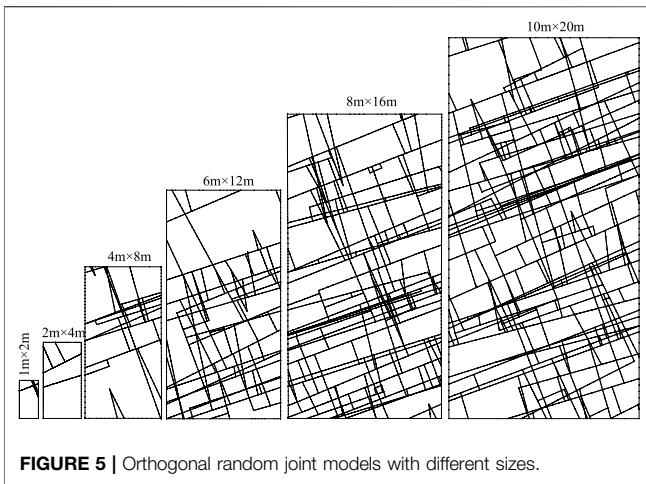 1m×2m
2m×4m
4m×8m
6m×12m
8m×16m
10m×20m
FIGURE 5 | Orthogonal random joint models with different sizes.